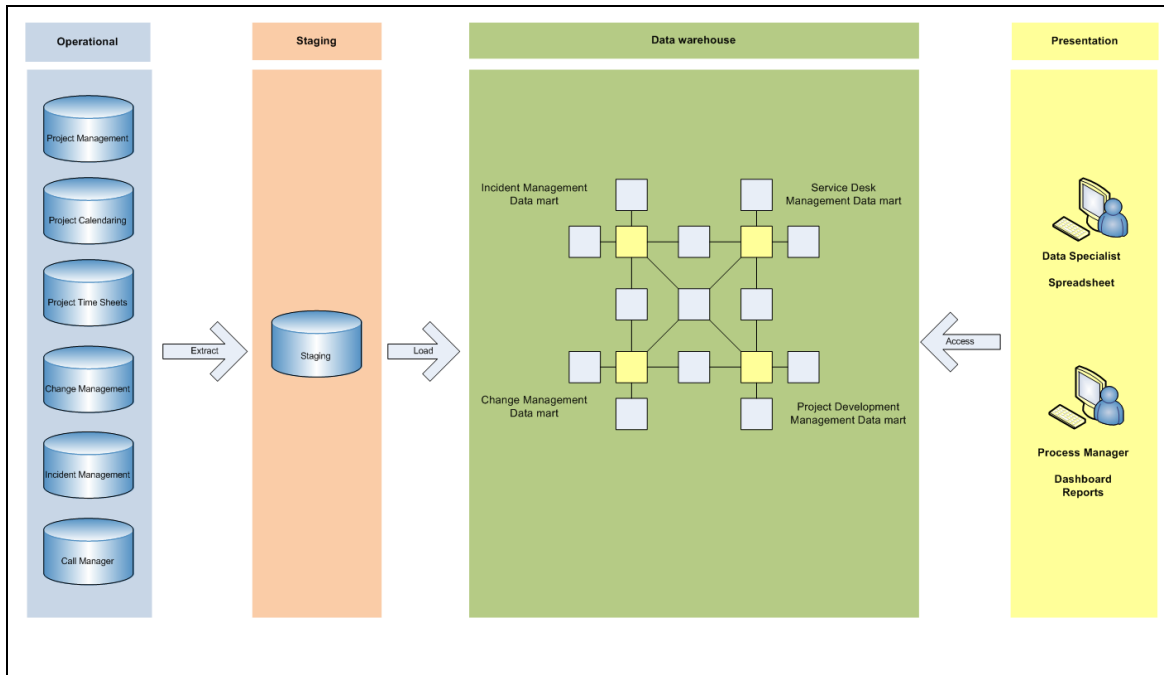 Operational
Staging
Data warehouse
Presentation
Project Management
Project Calendaring
Project Time Sheets
Change Management
Incident Management
Call Manager
Extract
Staging
Load
Incident Management
Data mart
Service Desk
Management Data mart
Change Management
Data mart
Project Development
Management Data mart
Access
Data Specialist
Spreadsheet
Process Manager
Dashboard
Reports